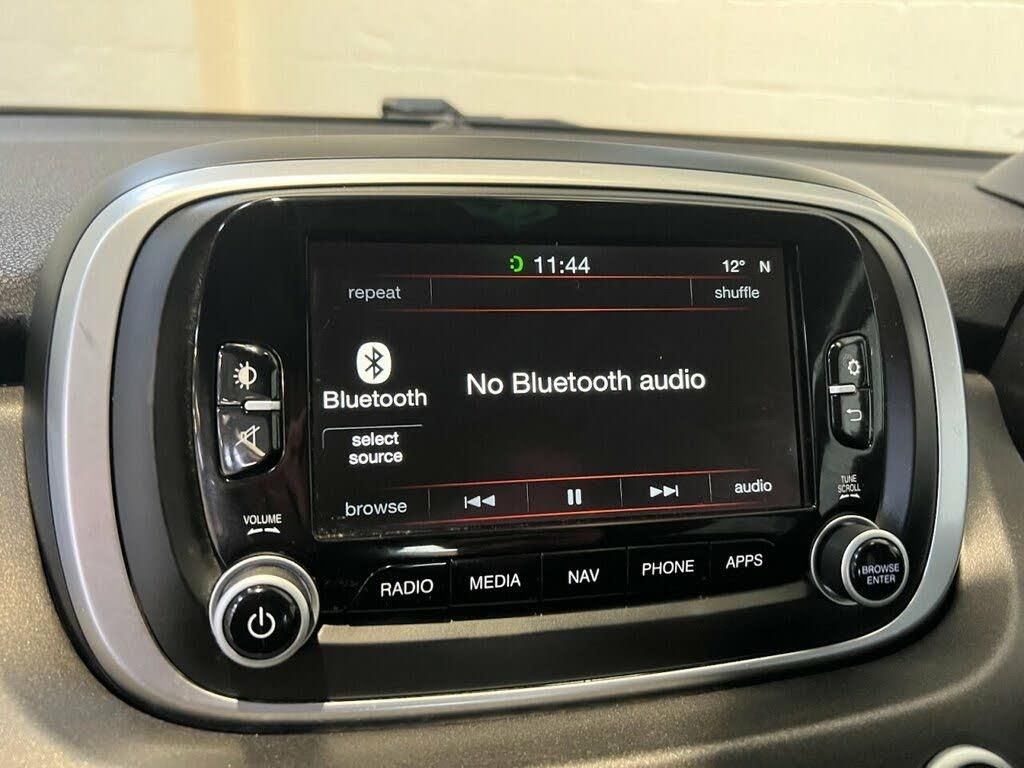 11:44
12° N
repeat
shuffle
Bluetooth
No Bluetooth audio
select
source
browse
audio
TUNE
SCROLL
VOLUME
RADIO
MEDIA
NAV
PHONE
APPS
BROWSE
ENTER